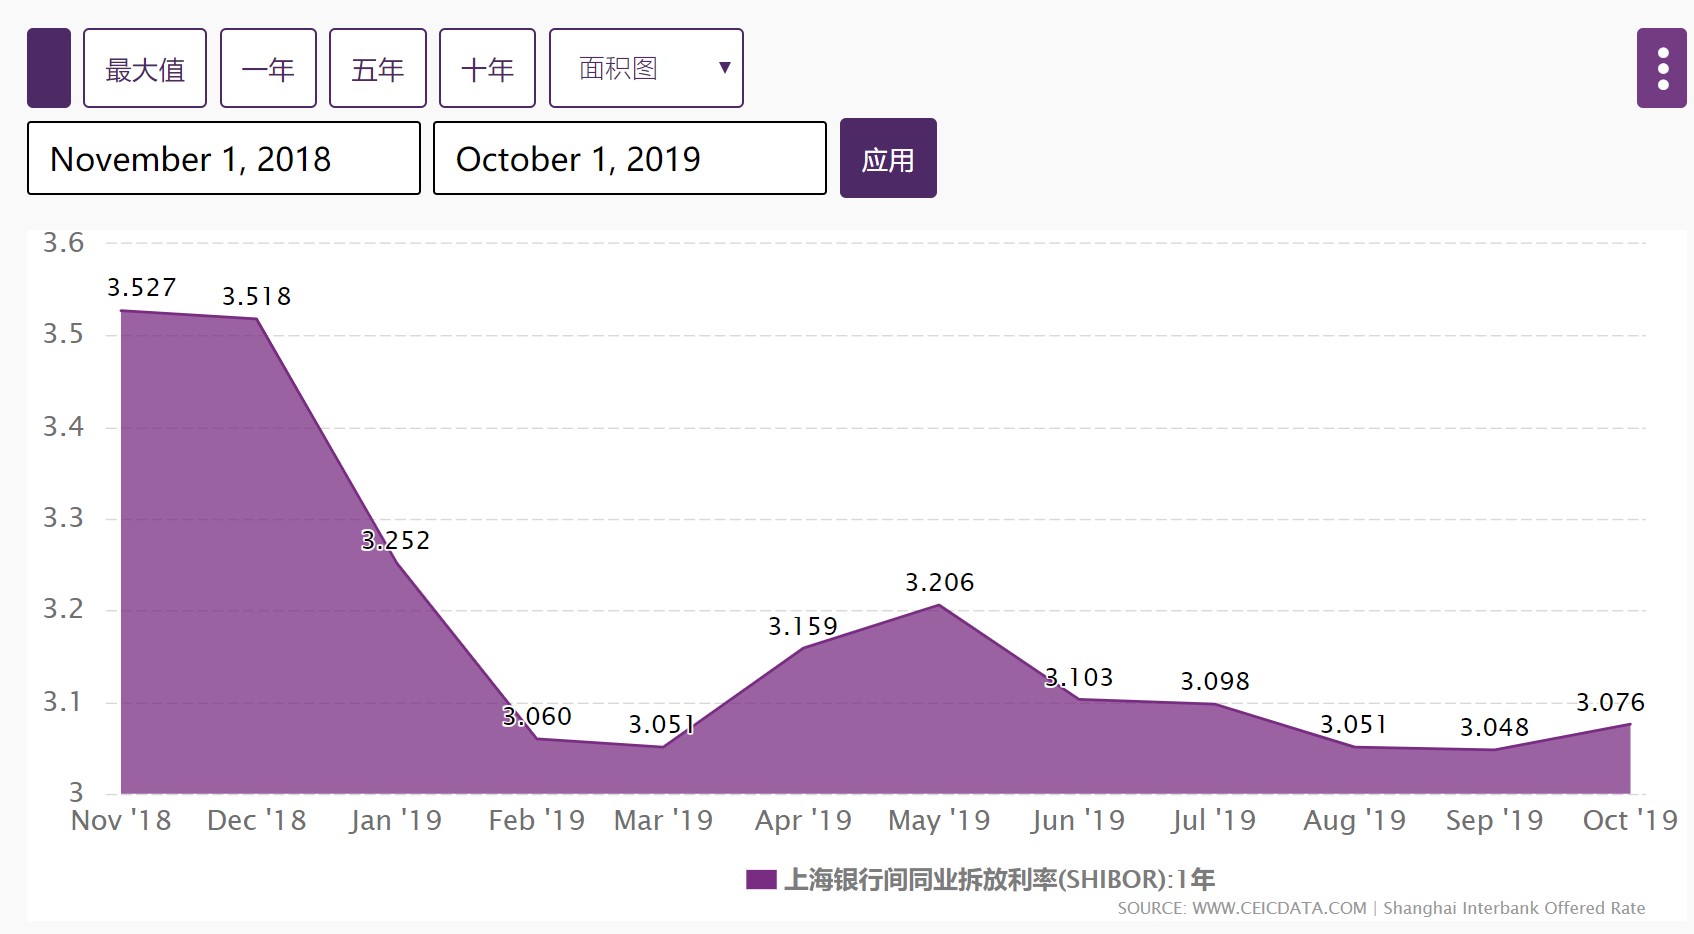 最大值 一年 五年 十年 面积图
November 1, 2018 October 1, 2019 应用
3.6
3.527 3.518
3.5
3.4
3.3
3.252
3.2
3.206
3.159
3.1
3.060 3.051 3.103 3.098 3.051 3.048 3.076
3
Nov '18 Dec '18 Jan '19 Feb '19 Mar '19 Apr '19 May '19 Jun '19 Jul '19 Aug '19 Sep '19 Oct '19
上海银行间同业拆放利率(SHIBOR):1年
SOURCE: WWW.CEICDATA.COM | Shanghai Interbank Offered Rate